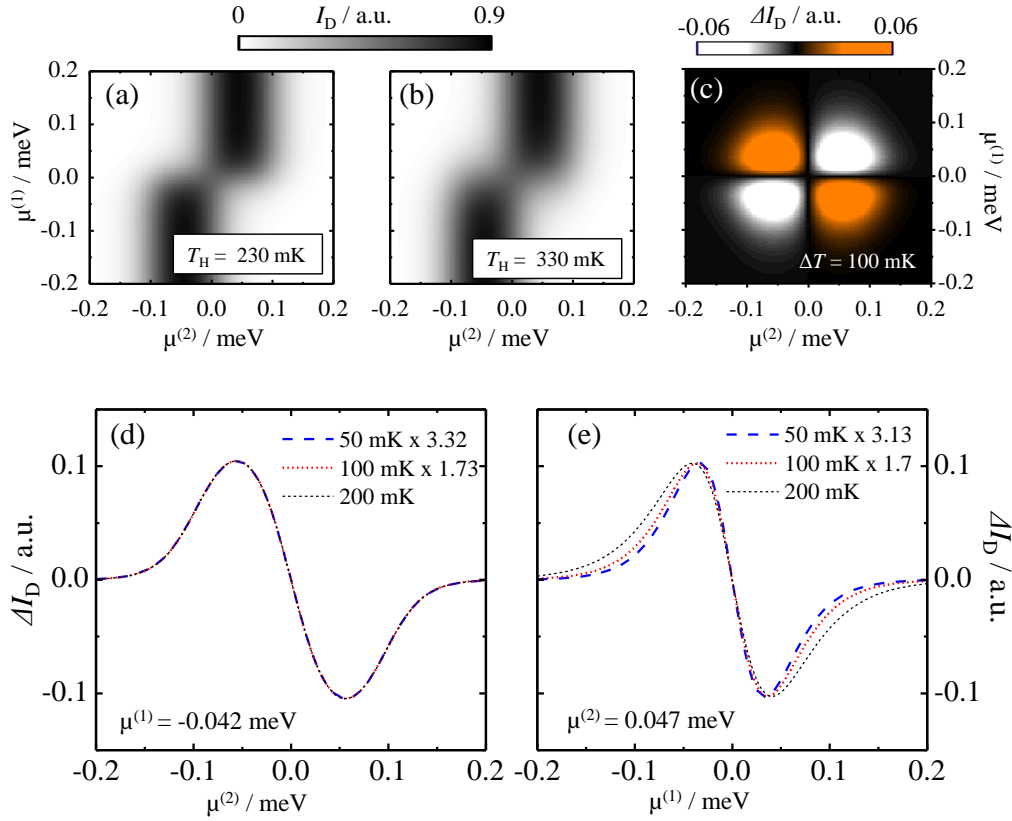 0 I_D / a.u. 0.9
-0.06 ΔI_D / a.u. 0.06
(a)
(b)
(c)
0.2
0.1
0.0
-0.1
-0.2
μ⁽¹⁾ / meV
T_H = 230 mK
T_H = 330 mK
ΔT = 100 mK
0.2
0.1
0.0
-0.1
-0.2
μ⁽¹⁾ / meV
-0.2 -0.1 0.0 0.1 0.2
-0.2 -0.1 0.0 0.1 0.2
-0.2 -0.1 0.0 0.1 0.2
μ⁽²⁾ / meV
μ⁽²⁾ / meV
μ⁽²⁾ / meV
(d)
50 mK x 3.32
100 mK x 1.73
200 mK
0.1
0.0
-0.1
ΔI_D / a.u.
μ⁽¹⁾ = -0.042 meV
-0.2 -0.1 0.0 0.1 0.2
μ⁽²⁾ / meV
(e)
50 mK x 3.13
100 mK x 1.7
200 mK
0.1
0.0
-0.1
ΔI_D / a.u.
μ⁽²⁾ = 0.047 meV
-0.2 -0.1 0.0 0.1 0.2
μ⁽¹⁾ / meV